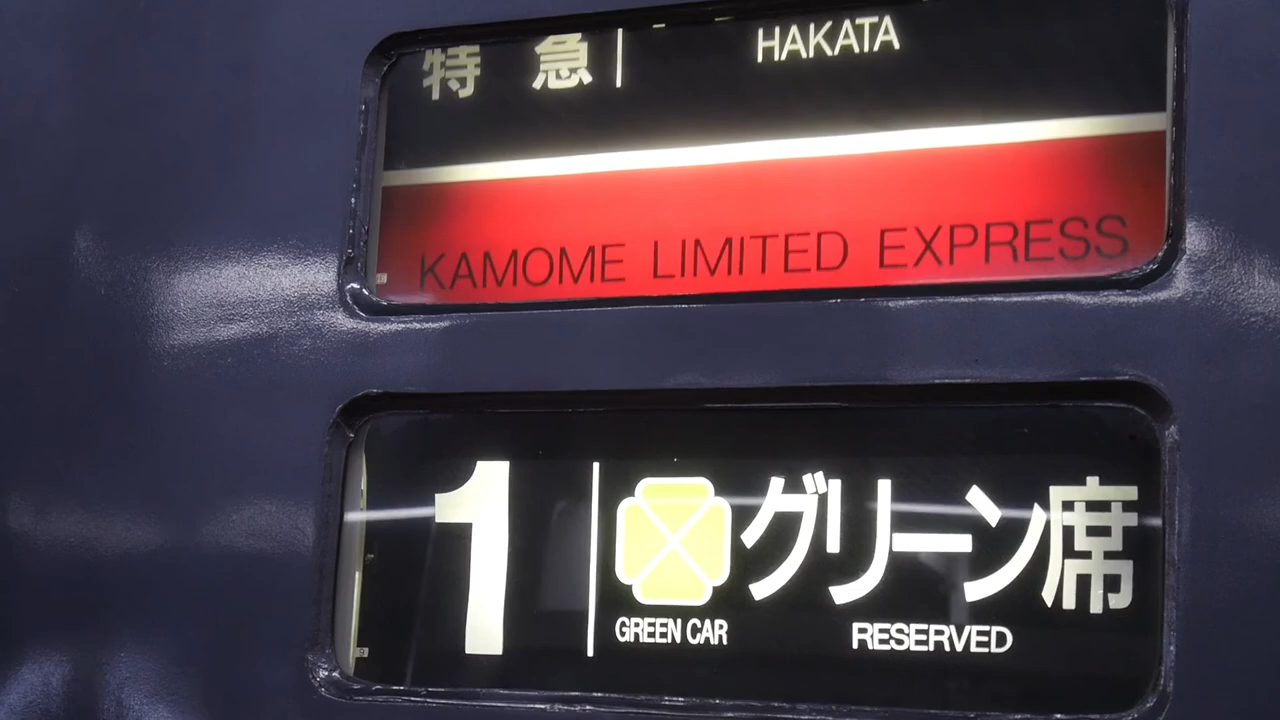 特急 HAKATA
KAMOME LIMITED EXPRESS
1 グリーン席
GREEN CAR RESERVED